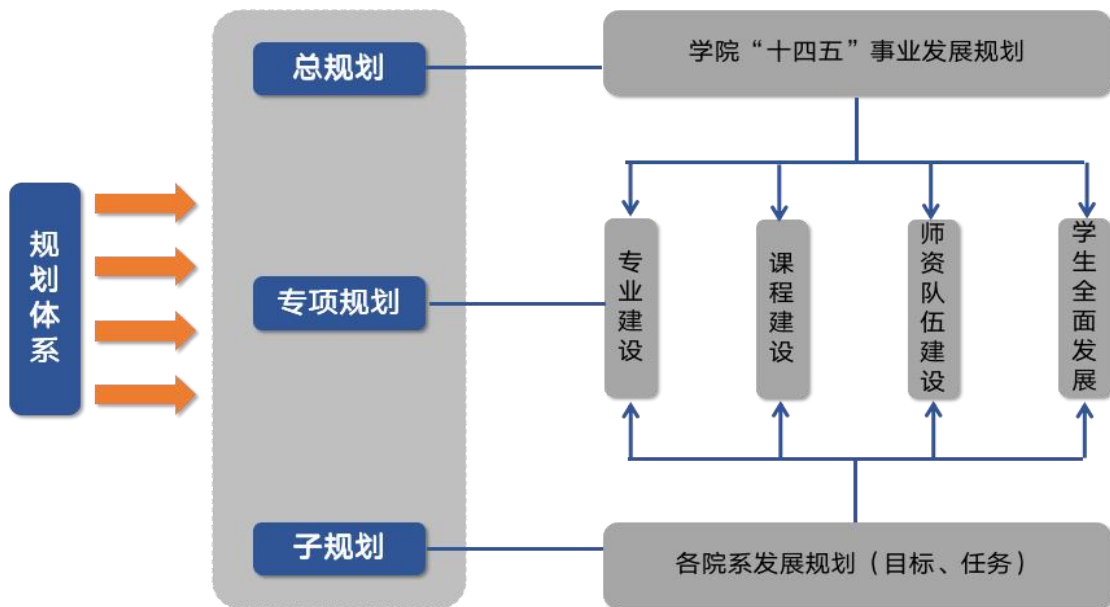 规划体系
总规划
学院“十四五”事业发展规划
专项规划
专业建设
课程建设
师资队伍建设
学生全面发展
子规划
各院系发展规划（目标、任务）